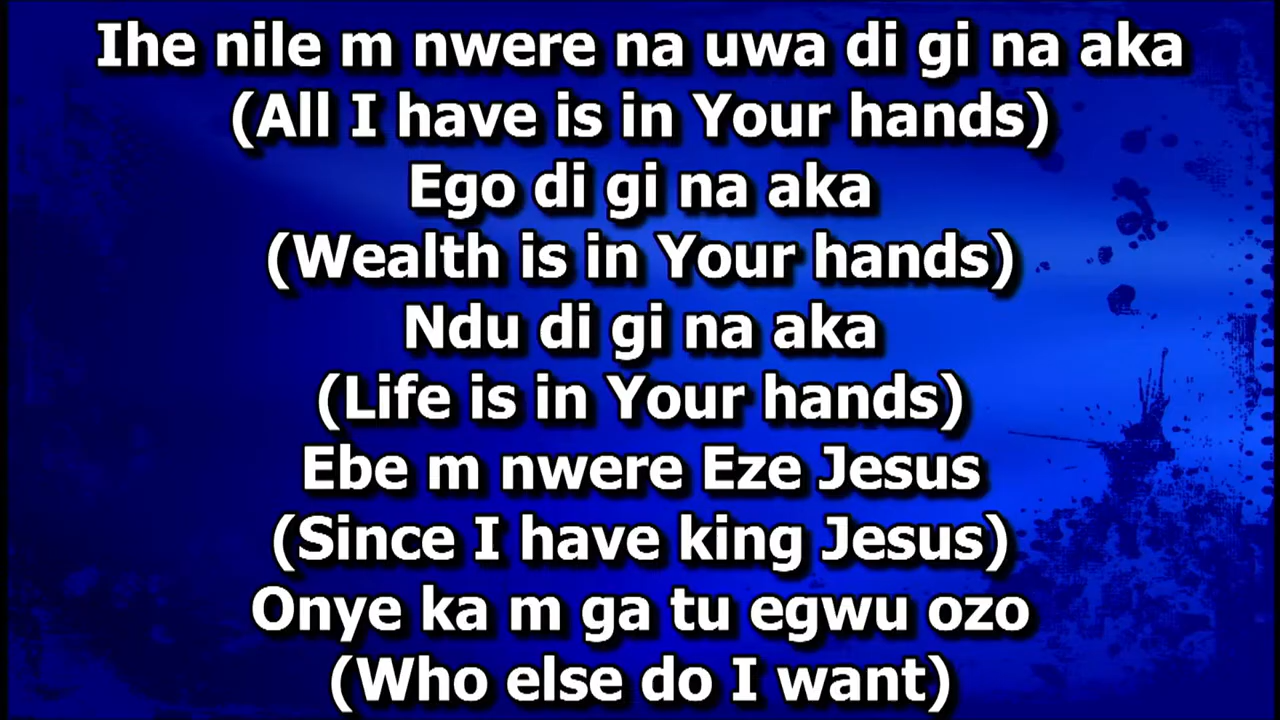 Ihe nile m nwere na uwa di gi na aka
(All I have is in Your hands)
Ego di gi na aka
(Wealth is in Your hands)
Ndu di gi na aka
(Life is in Your hands)
Ebe m nwere Eze Jesus
(Since I have king Jesus)
Onye ka m ga tu egwu ozo
(Who else do I want)